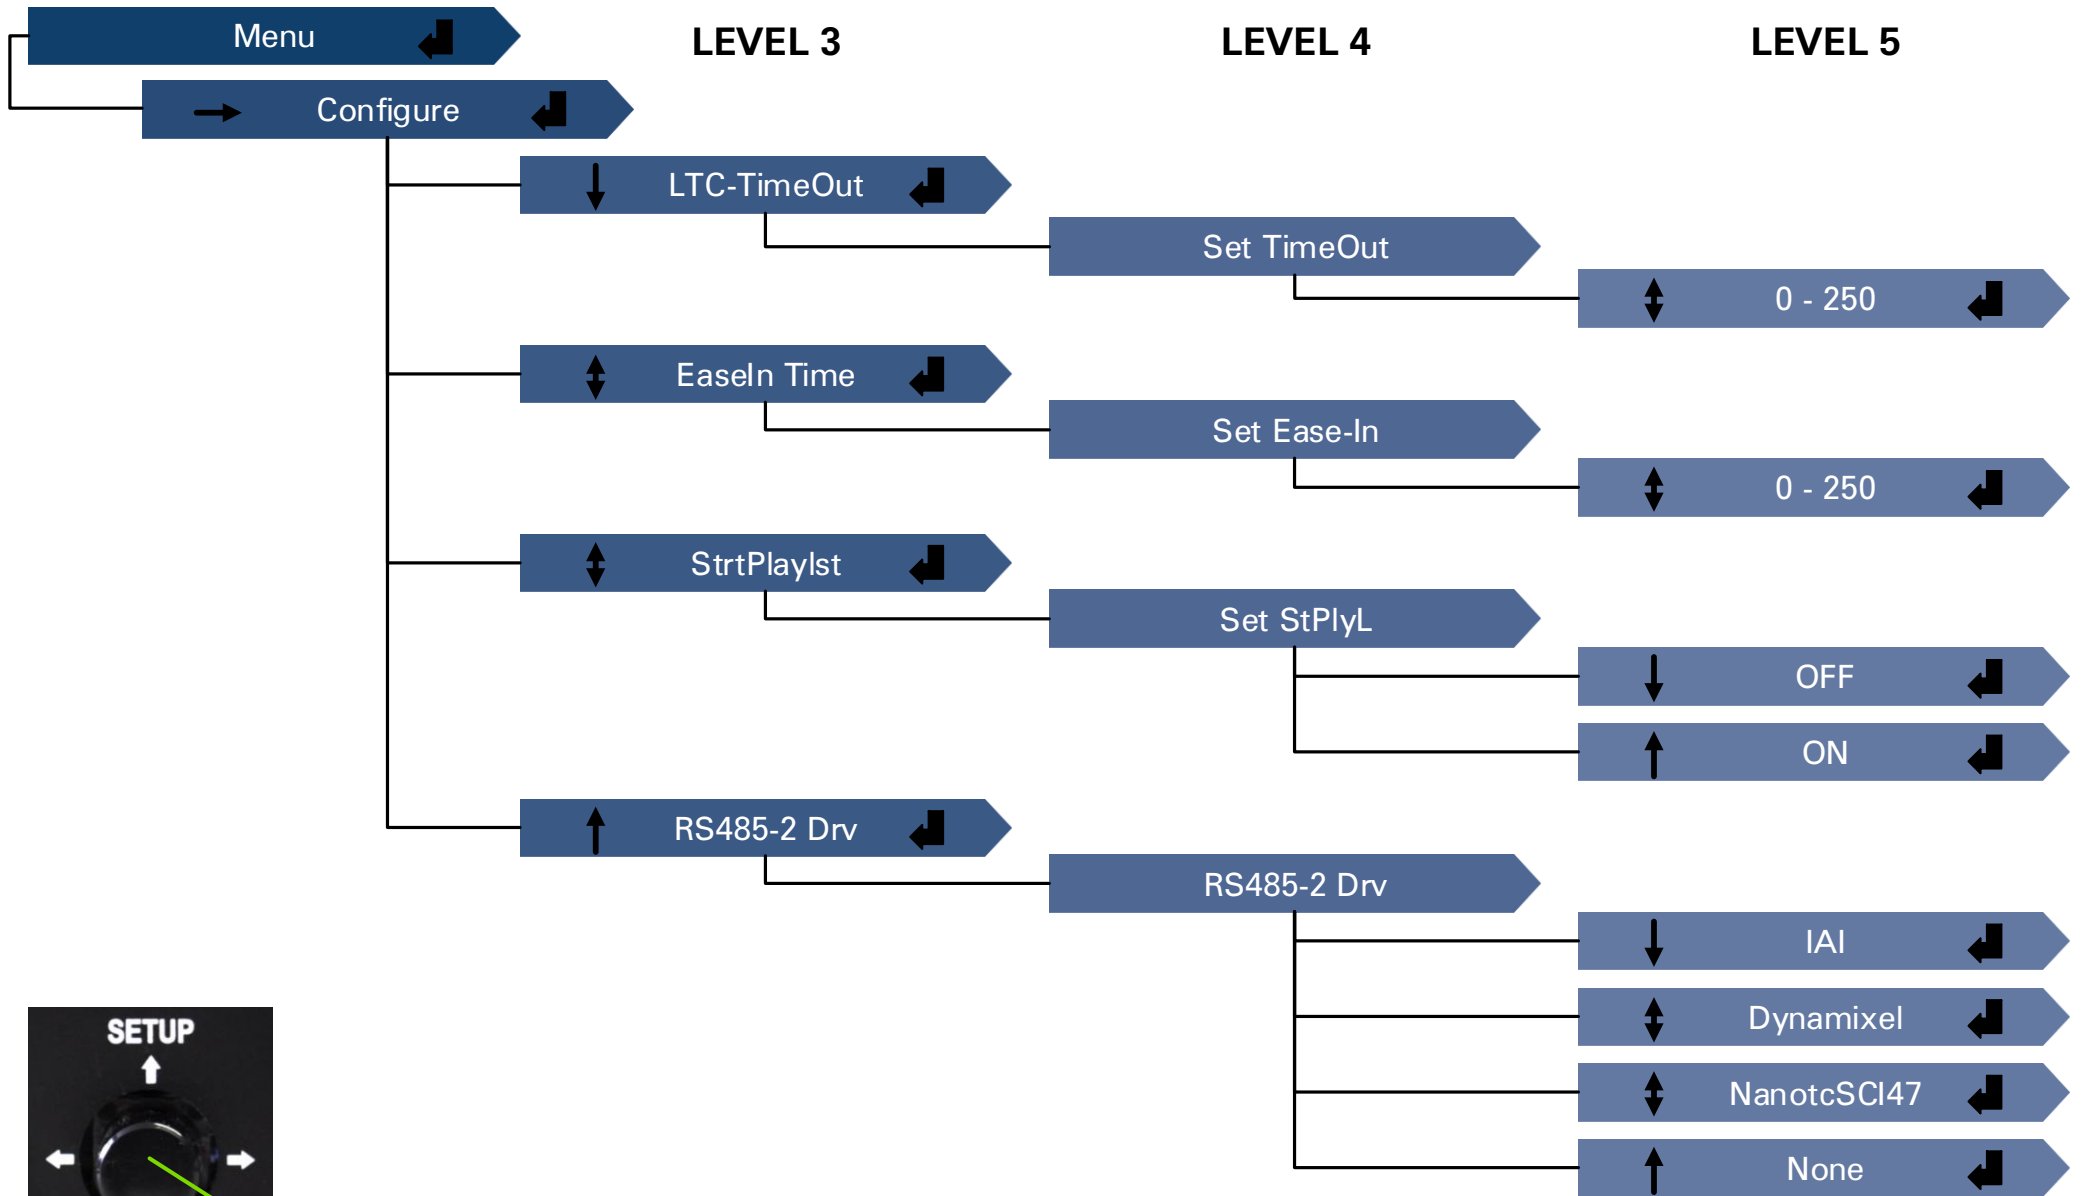 Menu
LEVEL 3
LEVEL 4
LEVEL 5
Configure
LTC-TimeOut
Set TimeOut
0 - 250
EaseIn Time
Set Ease-In
0 - 250
StrtPlaylst
Set StPlyL
OFF
ON
RS485-2 Drv
RS485-2 Drv
IAI
Dynamixel
NanotcSCI47
None
SETUP